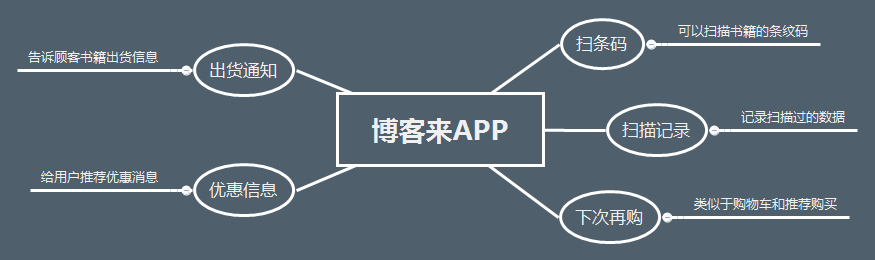 博客来APP
扫条码
可以扫描书籍的条纹码
扫描记录
记录扫描过的数据
下次再购
类似于购物车和推荐购买
出货通知
告诉顾客书籍出货信息
优惠信息
给用户推荐优惠消息